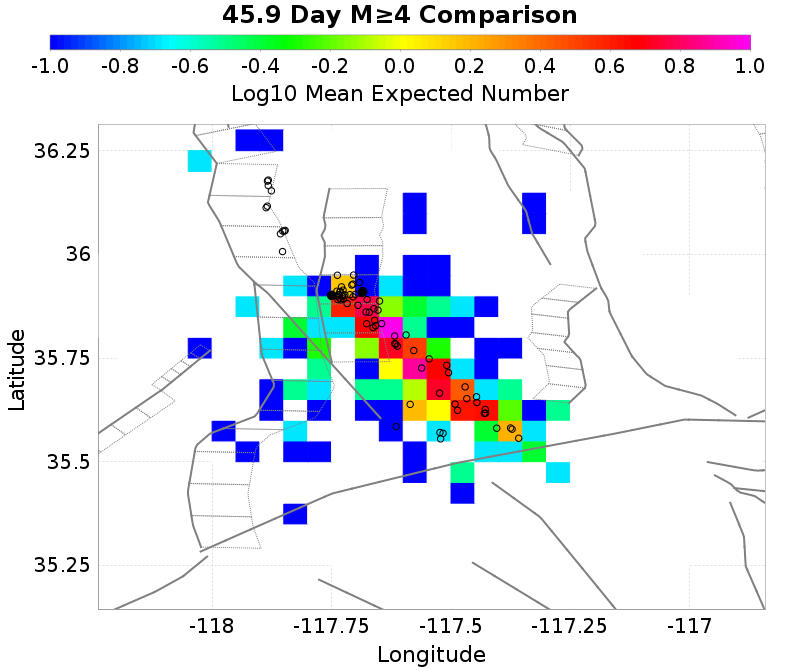 45.9 Day M≥4 Comparison
-1.0 -0.8 -0.6 -0.4 -0.2 0.0 0.2 0.4 0.6 0.8 1.0
Log10 Mean Expected Number
36.25
36
35.75
35.5
35.25
Latitude
-118 -117.75 -117.5 -117.25 -117
Longitude